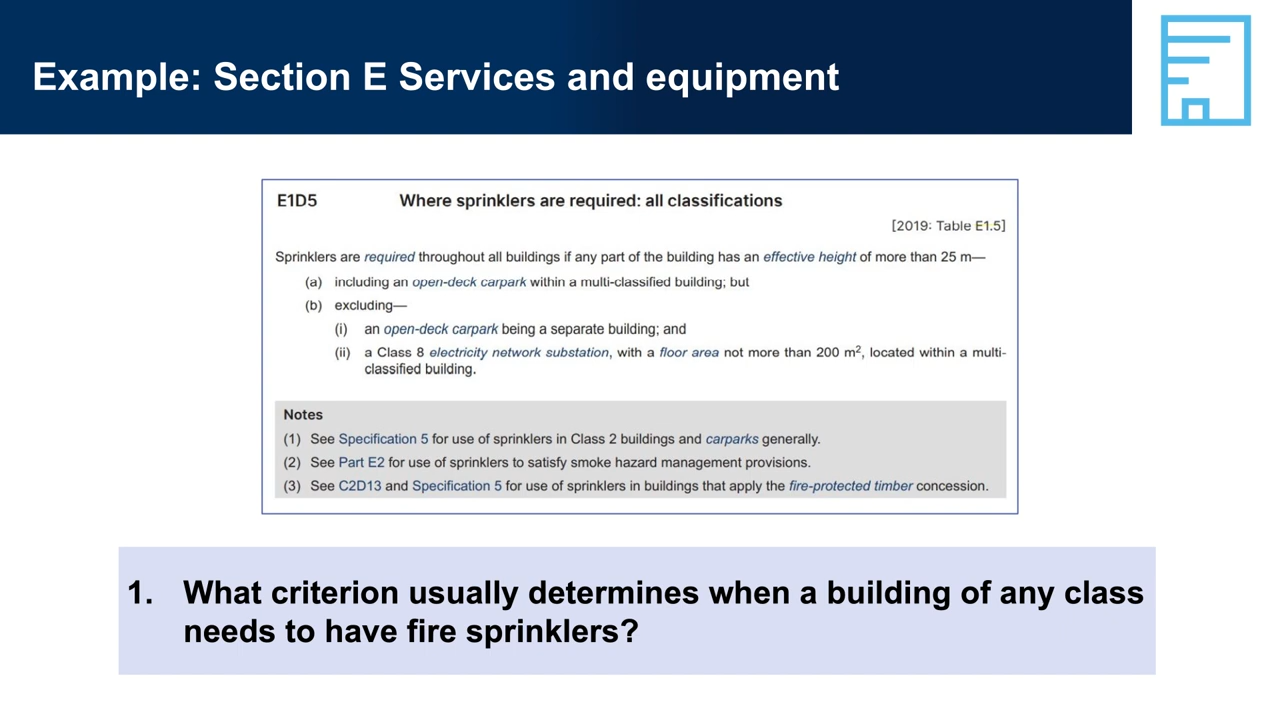 Example: Section E Services and equipment
E1D5 Where sprinklers are required: all classifications
[2019: Table E1.5]
Sprinklers are required throughout all buildings if any part of the building has an effective height of more than 25 m—
(a) including an open-deck carpark within a multi-classified building; but
(b) excluding—
(i) an open-deck carpark being a separate building; and
(ii) a Class 8 electricity network substation, with a floor area not more than 200 m², located within a multi-
classified building.
Notes
(1) See Specification 5 for use of sprinklers in Class 2 buildings and carparks generally.
(2) See Part E2 for use of sprinklers to satisfy smoke hazard management provisions.
(3) See C2D13 and Specification 5 for use of sprinklers in buildings that apply the fire-protected timber concession.
1. What criterion usually determines when a building of any class
needs to have fire sprinklers?